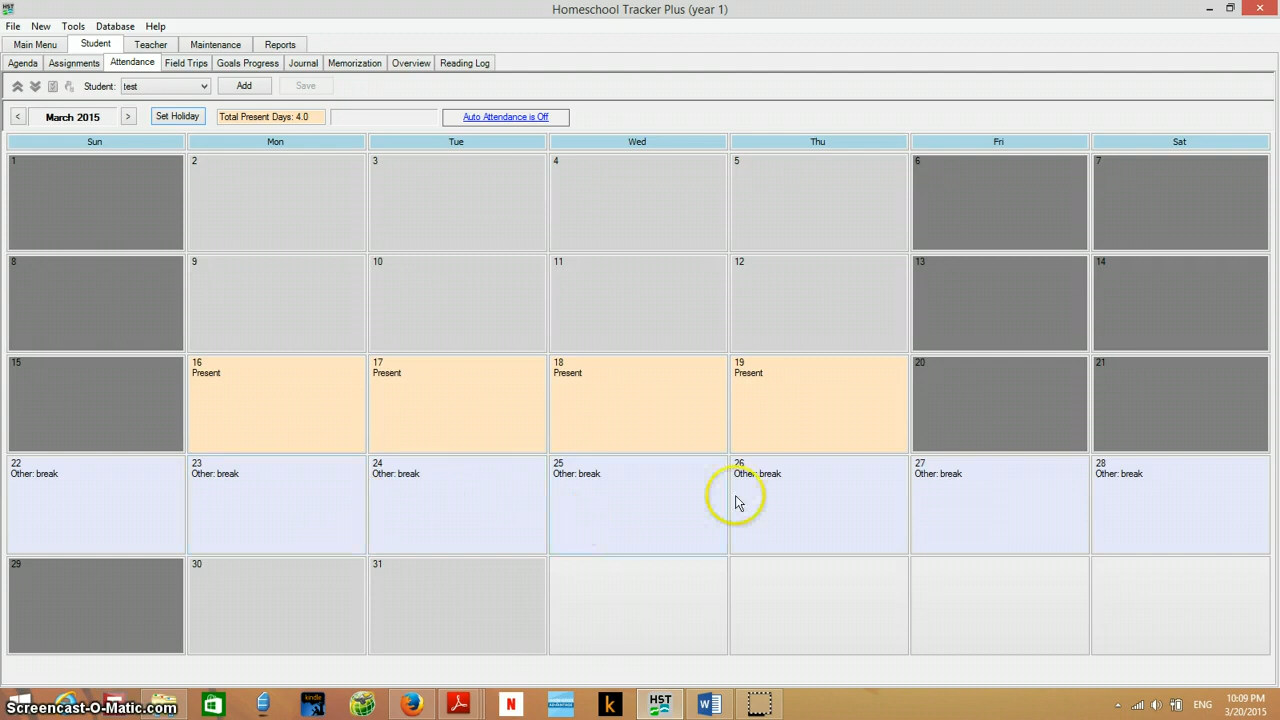 HST
Homeschool Tracker Plus (year 1)
File New Tools Database Help
Main Menu Student Teacher Maintenance Reports
Agenda Assignments Attendance Field Trips Goals Progress Journal Memorization Overview Reading Log
Student: test Add Save
< March 2015 > Set Holiday Total Present Days: 4.0 Auto Attendance is Off
Sun Mon Tue Wed Thu Fri Sat
1 2 3 4 5 6 7
8 9 10 11 12 13 14
15 16 17 18 19 20 21
Present Present Present Present
22 23 24 25 26 27 28
Other: break Other: break Other: break Other: break Other: break Other: break Other: break
29 30 31
kindle N ADVANTAGE k HST W
ENG 10:09 PM
3/20/2015
Screencast-O-Matic.com